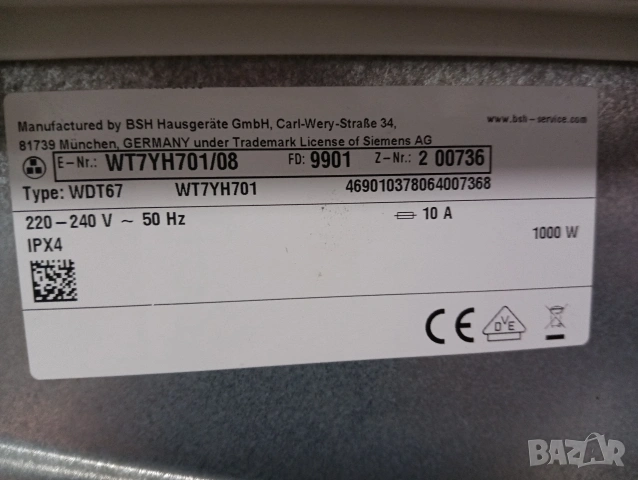 Manufactured by BSH Hausgeräte GmbH, Carl-Wery-Straße 34,
www.bsh-service.com
81739 München, GERMANY under Trademark License of Siemens AG
E-Nr.: WT7YH701/08 FD: 9901 Z-Nr.: 2 00736
Type: WDT67 WT7YH701 469010378064007368
220-240 V ~ 50 Hz 10 A
IPX4 1000 W
CE DVE
BAZAR